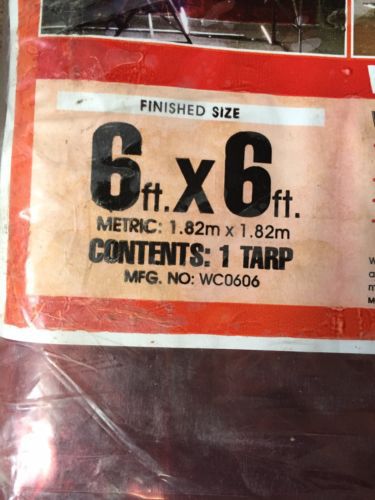 FINISHED SIZE
6ft. x 6ft.
METRIC: 1.82m x 1.82m
CONTENTS: 1 TARP
MFG. NO: WC0606